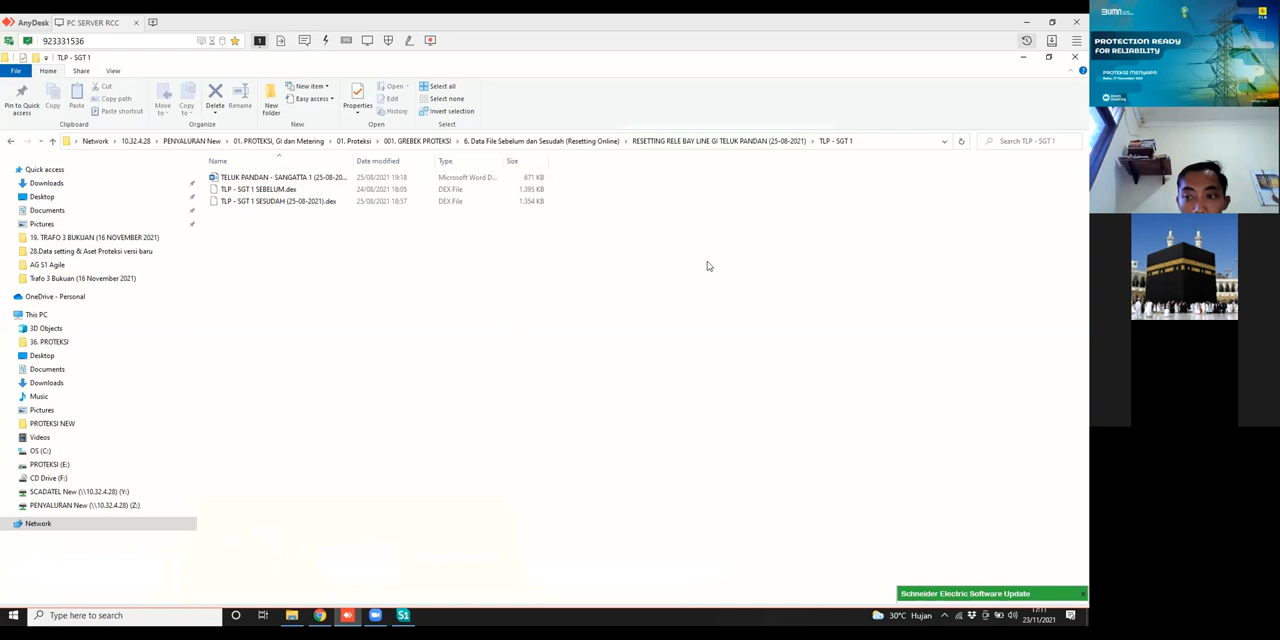 AnyDesk
PC SERVER RCC
923331536
1
TLP - SGT 1
File
Home
Share
View
Pin to Quick access
Copy
Paste
Cut
Copy path
Paste shortcut
Clipboard
Move to
Copy To
Delete
Rename
Organize
New folder
New item
Easy access
New
Properties
Open
Edit
History
Open
Select all
Select none
Invert selection
Select
Network > 10.32.4.28 > PENYALURAN New > 01. PROTEKSI, GI dan Metering > 01. Proteksi > 001. GREBEK PROTEKSI > 6. Data File Sebelum dan Sesudah (Resetting Online) > RESETTING RELE BAY LINE GI TELUK PANDAN (25-08-2021) > TLP - SGT 1
Search TLP - SGT 1
Name
Date modified
Type
Size
TELUK PANDAN - SANGATTA 1 (25-08-20... 25/08/2021 19:18 Microsoft Word D... 671 KB
TLP - SGT 1 SEBELUM.dex 24/08/2021 18:05 DEX File 1.395 KB
TLP - SGT 1 SESUDAH (25-08-2021).dex 25/08/2021 18:57 DEX File 1.354 KB
Quick access
Downloads
Desktop
Documents
Pictures
19. TRAFO 3 BUKUAN (16 NOVEMBER 2021)
28.Data setting & Aset Proteksi versi baru
AG S1 Agile
Trafo 3 Bukuan (16 November 2021)
OneDrive - Personal
This PC
3D Objects
36. PROTEKSI
Desktop
Documents
Downloads
Music
Pictures
PROTEKSI NEW
Videos
OS (C:)
PROTEKSI (E:)
CD Drive (F:)
SCADATEL New (\\10.32.4.28) (Y:)
PENYALURAN New (\\10.32.4.28) (Z:)
Network
Schneider Electric Software Update
Type here to search
S1
30°C Hujan
17:11
23/11/2021
BUMN
PLN
PROTECTION READY
FOR RELIABILITY
PROTEKSI MENYAPA